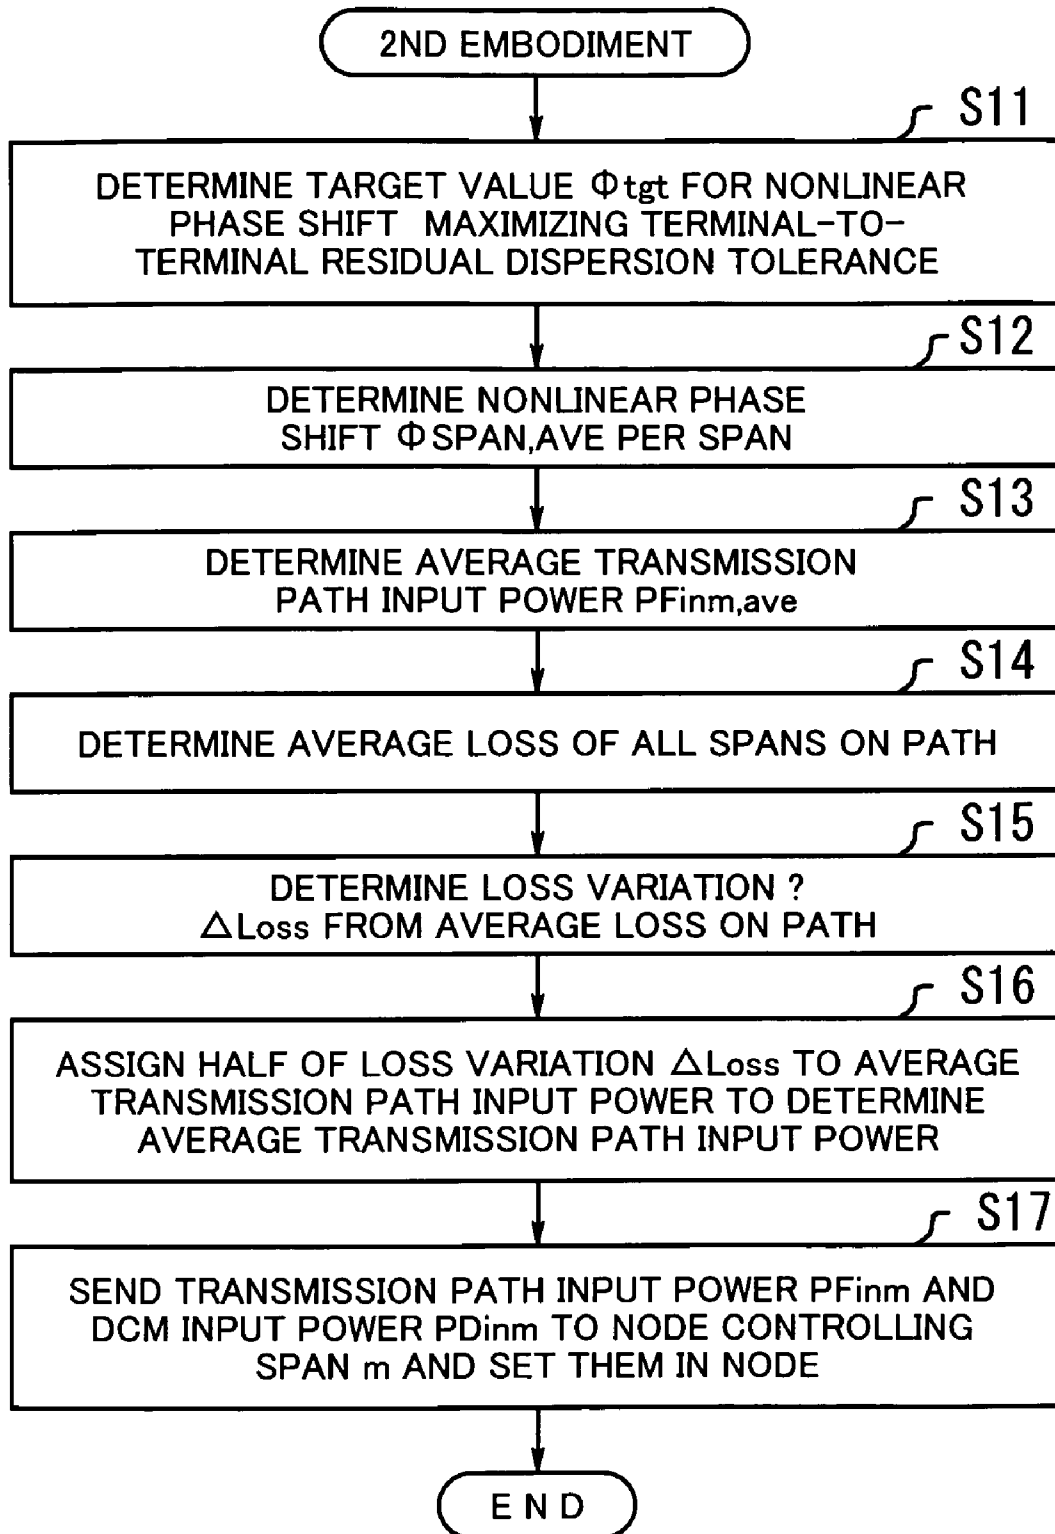 2ND EMBODIMENT
S11
DETERMINE TARGET VALUE Φtgt FOR NONLINEAR
PHASE SHIFT MAXIMIZING TERMINAL-TO-
TERMINAL RESIDUAL DISPERSION TOLERANCE
S12
DETERMINE NONLINEAR PHASE
SHIFT ΦSPAN,AVE PER SPAN
S13
DETERMINE AVERAGE TRANSMISSION
PATH INPUT POWER PFinm,ave
S14
DETERMINE AVERAGE LOSS OF ALL SPANS ON PATH
S15
DETERMINE LOSS VARIATION ?
△Loss FROM AVERAGE LOSS ON PATH
S16
ASSIGN HALF OF LOSS VARIATION △Loss TO AVERAGE
TRANSMISSION PATH INPUT POWER TO DETERMINE
AVERAGE TRANSMISSION PATH INPUT POWER
S17
SEND TRANSMISSION PATH INPUT POWER PFinm AND
DCM INPUT POWER PDinm TO NODE CONTROLLING
SPAN m AND SET THEM IN NODE
END